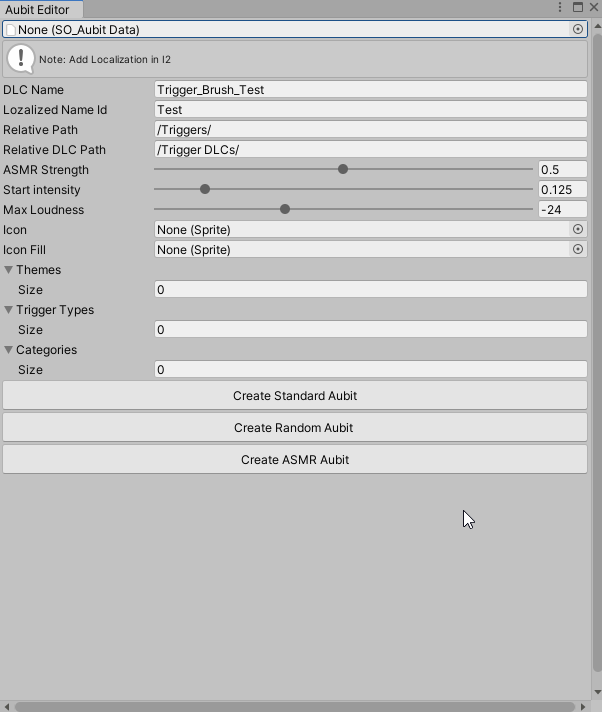 Aubit Editor
None (SO_Aubit Data)
Note: Add Localization in I2
DLC Name Trigger_Brush_Test
Lozalized Name Id Test
Relative Path /Triggers/
Relative DLC Path /Trigger DLCs/
ASMR Strength 0.5
Start intensity 0.125
Max Loudness -24
Icon None (Sprite)
Icon Fill None (Sprite)
Themes
Size 0
Trigger Types
Size 0
Categories
Size 0
Create Standard Aubit
Create Random Aubit
Create ASMR Aubit